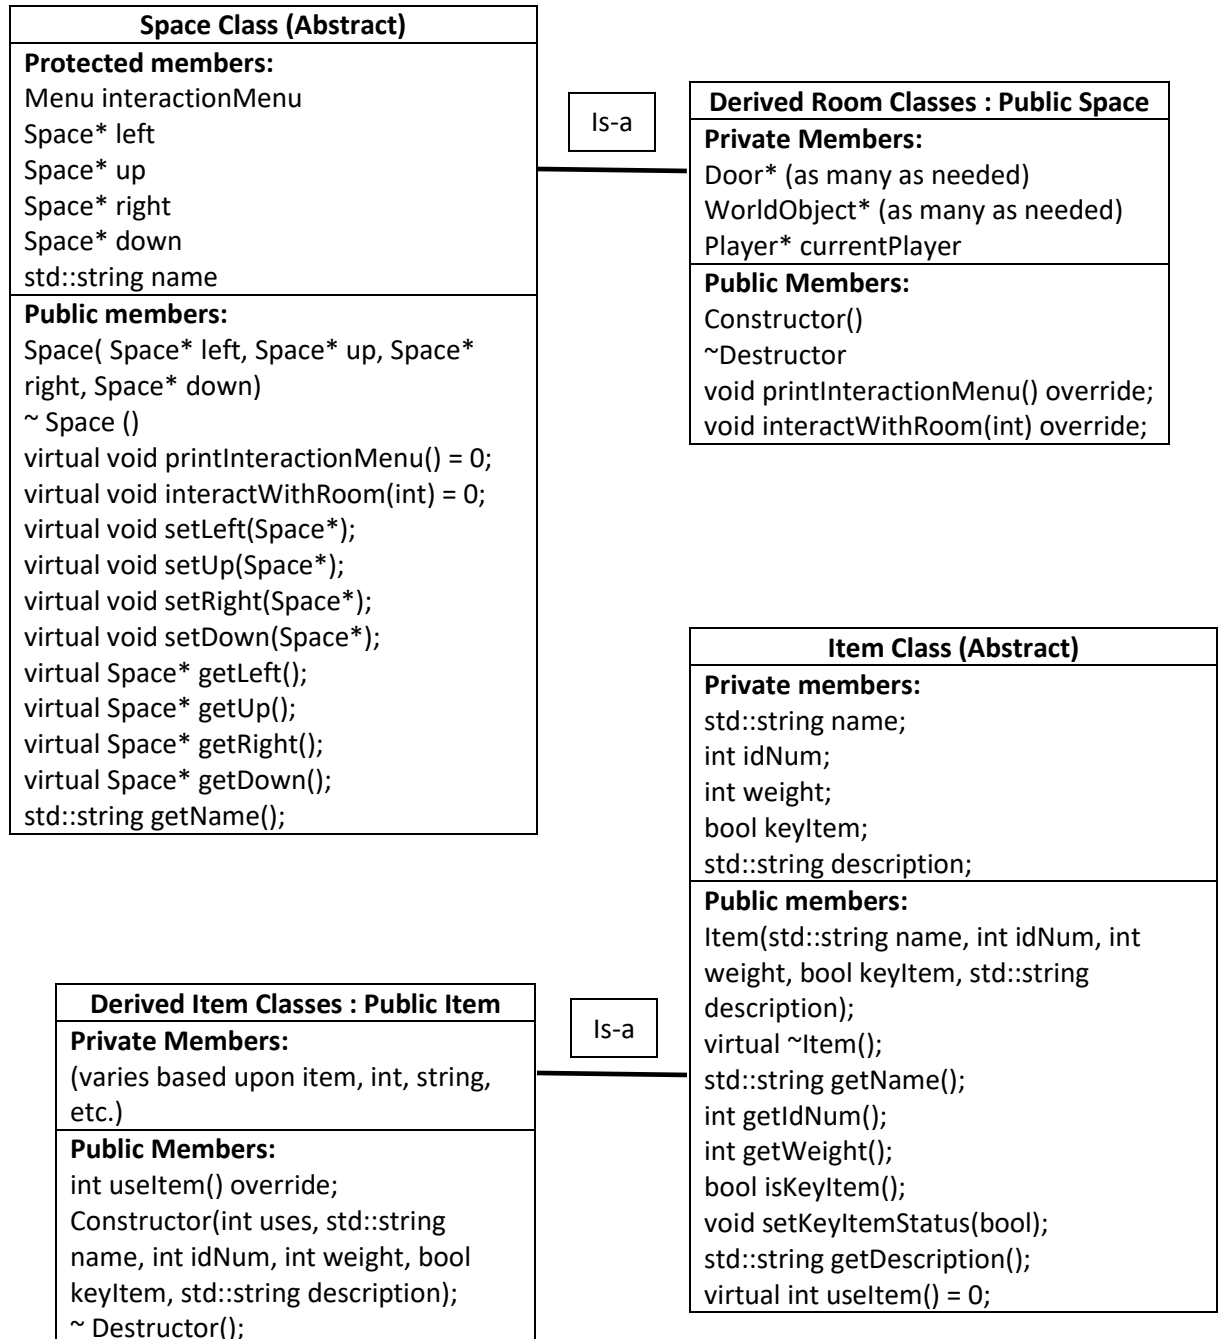 Space Class (Abstract)
Protected members:
Menu interactionMenu
Space* left
Space* up
Space* right
Space* down
std::string name
Public members:
Space( Space* left, Space* up, Space*
right, Space* down)
~ Space ()
virtual void printInteractionMenu() = 0;
virtual void interactWithRoom(int) = 0;
virtual void setLeft(Space*);
virtual void setUp(Space*);
virtual void setRight(Space*);
virtual void setDown(Space*);
virtual Space* getLeft();
virtual Space* getUp();
virtual Space* getRight();
virtual Space* getDown();
std::string getName();
Is-a
Derived Room Classes : Public Space
Private Members:
Door* (as many as needed)
WorldObject* (as many as needed)
Player* currentPlayer
Public Members:
Constructor()
~Destructor
void printInteractionMenu() override;
void interactWithRoom(int) override;
Item Class (Abstract)
Private members:
std::string name;
int idNum;
int weight;
bool keyItem;
std::string description;
Public members:
Item(std::string name, int idNum, int
weight, bool keyItem, std::string
description);
virtual ~Item();
std::string getName();
int getIdNum();
int getWeight();
bool isKeyItem();
void setKeyItemStatus(bool);
std::string getDescription();
virtual int useItem() = 0;
Is-a
Derived Item Classes : Public Item
Private Members:
(varies based upon item, int, string,
etc.)
Public Members:
int useItem() override;
Constructor(int uses, std::string
name, int idNum, int weight, bool
keyItem, std::string description);
~ Destructor();